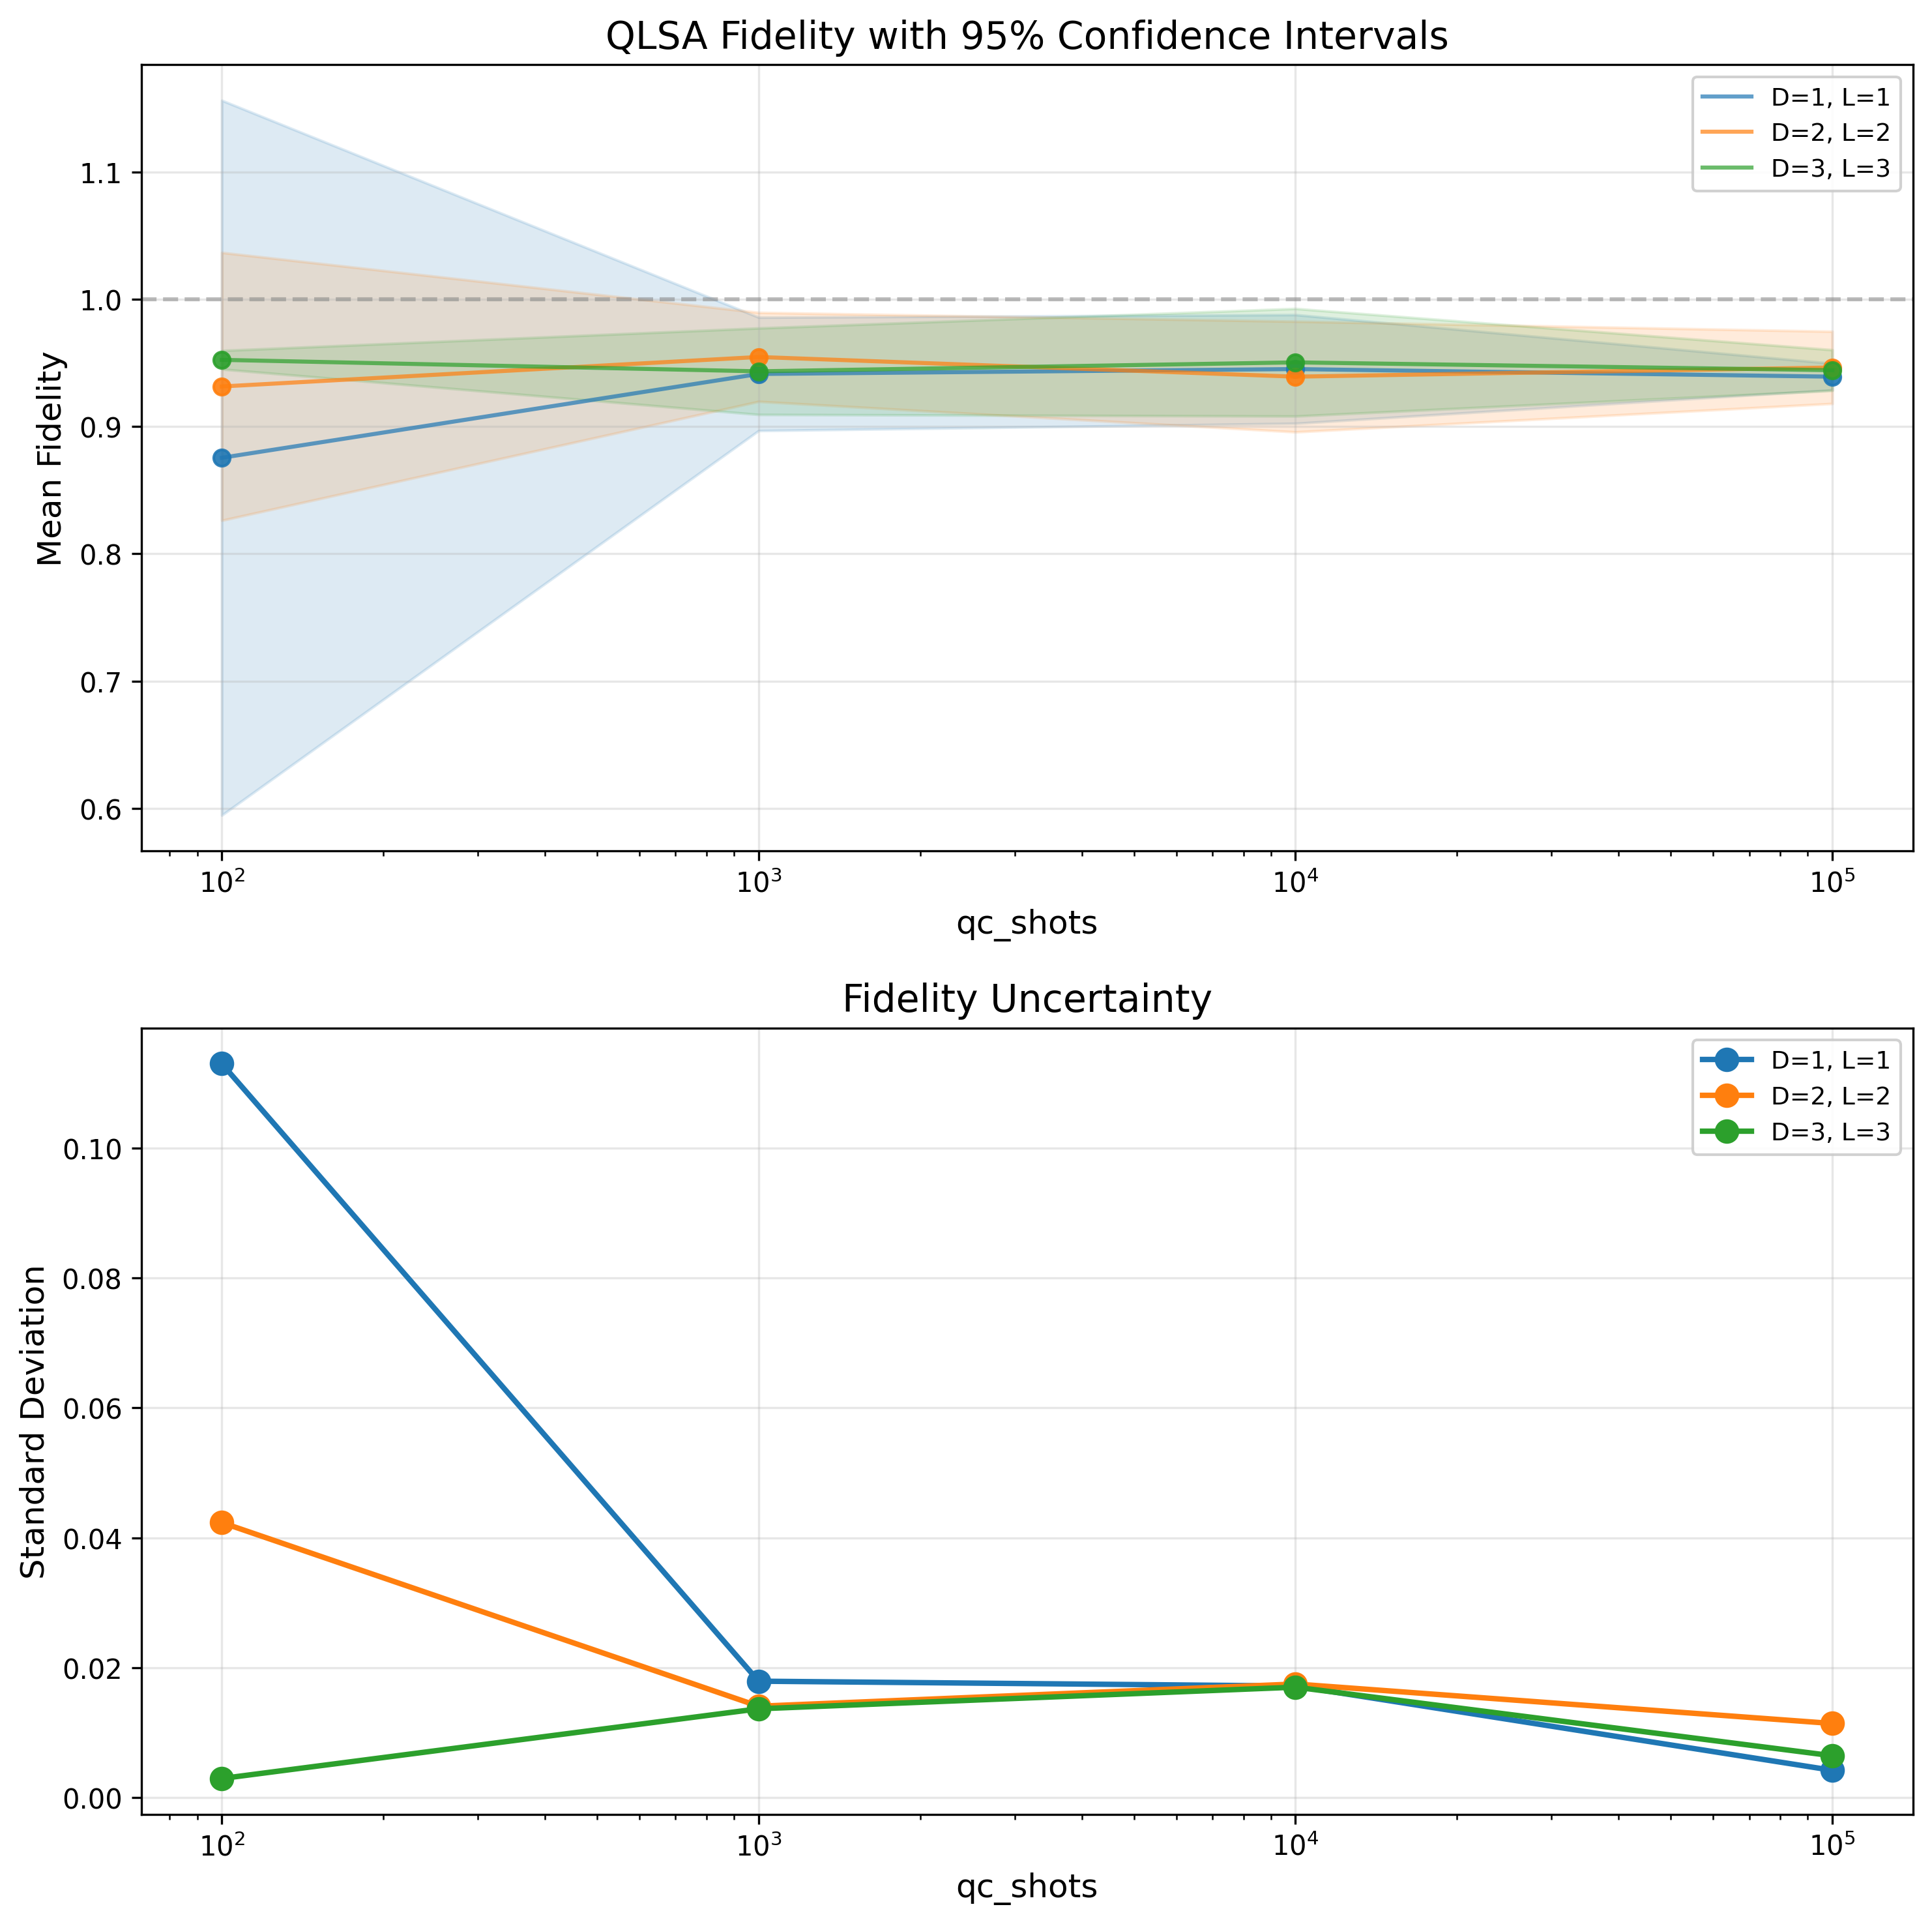 QLSA Fidelity with 95% Confidence Intervals
D=1, L=1
D=2, L=2
D=3, L=3
Mean Fidelity
1.1
1.0
0.9
0.8
0.7
0.6
10² 10³ 10⁴ 10⁵
qc_shots
Fidelity Uncertainty
D=1, L=1
D=2, L=2
D=3, L=3
Standard Deviation
0.10
0.08
0.06
0.04
0.02
0.00
10² 10³ 10⁴ 10⁵
qc_shots